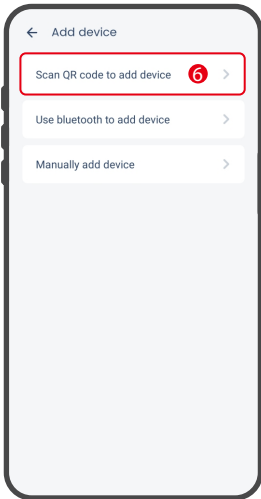 Add device
Scan QR code to add device 6
Use bluetooth to add device
Manually add device